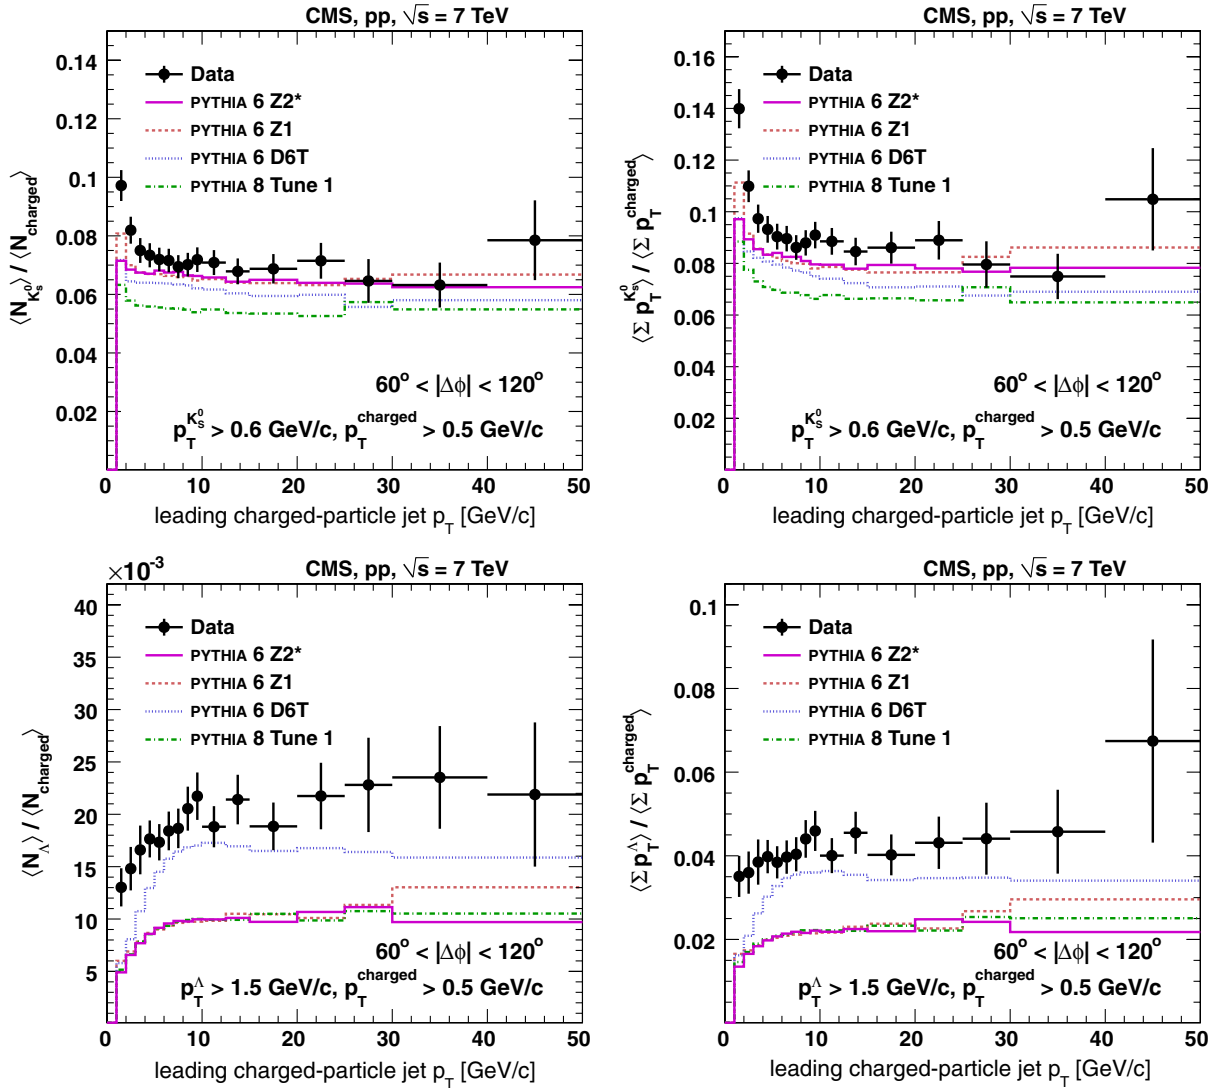 CMS, pp, √s = 7 TeV
0.14
0.12
0.1
0.08
0.06
0.04
0.02
⟨N_{K_s^0}⟩ / ⟨N_{charged}⟩
Data
PYTHIA 6 Z2*
PYTHIA 6 Z1
PYTHIA 6 D6T
PYTHIA 8 Tune 1
60° < |Δϕ| < 120°
p_T^{K_S^0} > 0.6 GeV/c, p_T^{charged} > 0.5 GeV/c
0 10 20 30 40 50
leading charged-particle jet p_T [GeV/c]
CMS, pp, √s = 7 TeV
0.16
0.14
0.12
0.1
0.08
0.06
0.04
0.02
⟨Σ p_T^{K_s^0}⟩ / ⟨Σ p_T^{charged}⟩
Data
PYTHIA 6 Z2*
PYTHIA 6 Z1
PYTHIA 6 D6T
PYTHIA 8 Tune 1
60° < |Δϕ| < 120°
p_T^{K_S^0} > 0.6 GeV/c, p_T^{charged} > 0.5 GeV/c
0 10 20 30 40 50
leading charged-particle jet p_T [GeV/c]
×10^{-3}
CMS, pp, √s = 7 TeV
40
35
30
25
20
15
10
5
⟨N_Λ⟩ / ⟨N_{charged}⟩
Data
PYTHIA 6 Z2*
PYTHIA 6 Z1
PYTHIA 6 D6T
PYTHIA 8 Tune 1
60° < |Δϕ| < 120°
p_T^Λ > 1.5 GeV/c, p_T^{charged} > 0.5 GeV/c
0 10 20 30 40 50
leading charged-particle jet p_T [GeV/c]
CMS, pp, √s = 7 TeV
0.1
0.08
0.06
0.04
0.02
⟨Σ p_T^Λ⟩ / ⟨Σ p_T^{charged}⟩
Data
PYTHIA 6 Z2*
PYTHIA 6 Z1
PYTHIA 6 D6T
PYTHIA 8 Tune 1
60° < |Δϕ| < 120°
p_T^Λ > 1.5 GeV/c, p_T^{charged} > 0.5 GeV/c
0 10 20 30 40 50
leading charged-particle jet p_T [GeV/c]